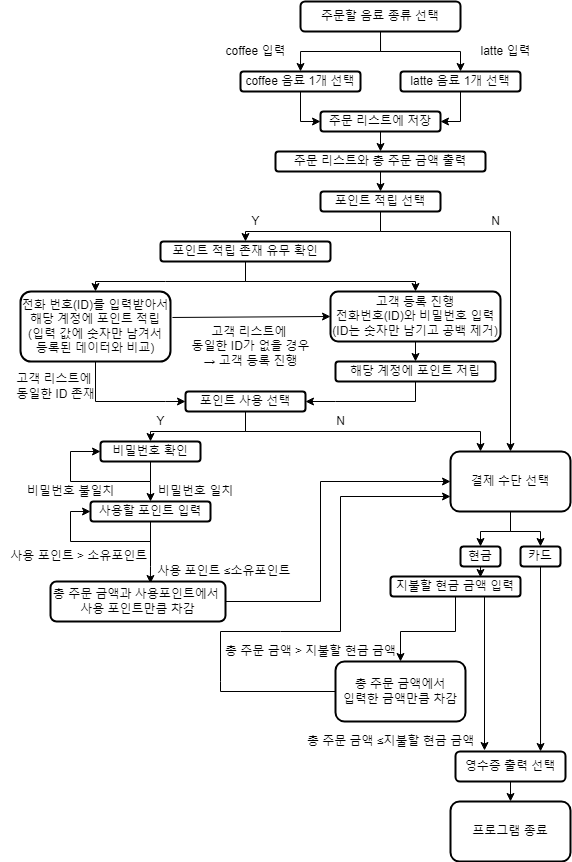 주문할 음료 종류 선택
coffee 입력
latte 입력
coffee 음료 1개 선택
latte 음료 1개 선택
주문 리스트에 저장
주문 리스트와 총 주문 금액 출력
포인트 적립 선택
Y
N
포인트 적립 존재 유무 확인
전화 번호(ID)를 입력받아서
해당 계정에 포인트 적립
(입력 값에 숫자만 남겨서
등록된 데이터와 비교)
고객 리스트에
동일한 ID가 없을 경우
→ 고객 등록 진행
고객 등록 진행
전화번호(ID)와 비밀번호 입력
(ID는 숫자만 남기고 공백 제거)
해당 계정에 포인트 저립
고객 리스트에
동일한 ID 존재
포인트 사용 선택
Y
N
비밀번호 확인
비밀번호 불일치
비밀번호 일치
사용할 포인트 입력
사용 포인트 > 소유포인트
사용 포인트 ≤소유포인트
총 주문 금액과 사용포인트에서
사용 포인트만큼 차감
결제 수단 선택
현금
카드
지불할 현금 금액 입력
총 주문 금액 > 지불할 현금 금액
총 주문 금액에서
입력한 금액만큼 차감
총 주문 금액 ≤지불할 현금 금액
영수증 출력 선택
프로그램 종료